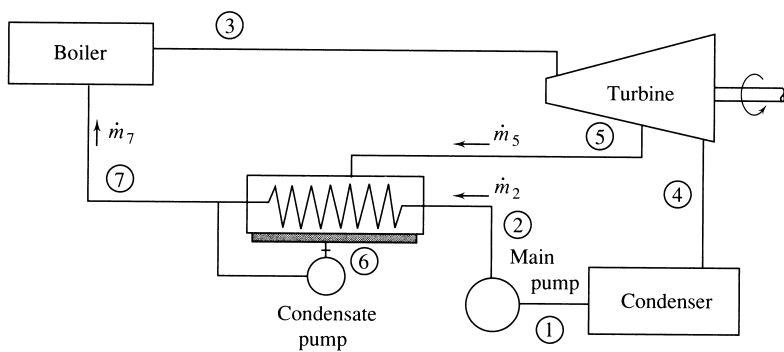 ③
Boiler
Turbine
ṁ₇
ṁ₅
⑤
⑦
ṁ₂
④
②
⑥
Main
pump
Condenser
Condensate
pump
①